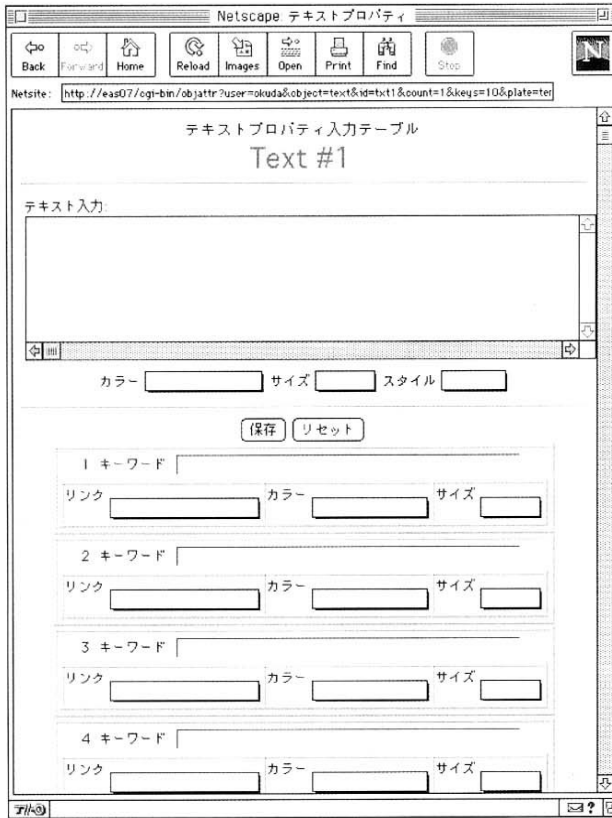 Netscape: テキストプロパティ
Back Forward Home Reload Images Open Print Find Stop
N
Netsite: http://eas07/cgi-bin/objattr?user=okuda&object=text&id=txt1&count=1&keys=10&plate=ter
テキストプロパティ入力テーブル
Text #1
テキスト入力:
カラー サイズ スタイル
保存 リセット
1 キーワード
リンク カラー サイズ
2 キーワード
リンク カラー サイズ
3 キーワード
リンク カラー サイズ
4 キーワード
リンク カラー サイズ
?